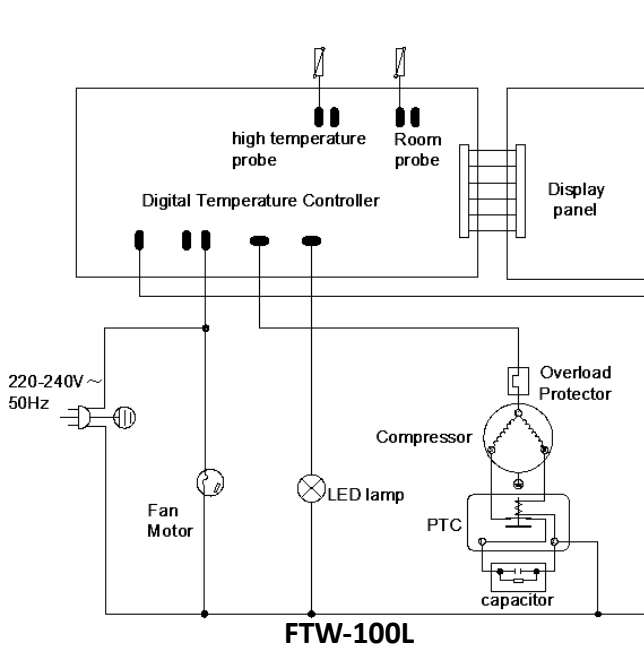 high temperature
probe
Room
probe
Digital Temperature Controller
Display
panel
220-240V ~
50Hz
Overload
Protector
Compressor
Fan
Motor
LED lamp
PTC
capacitor
FTW-100L